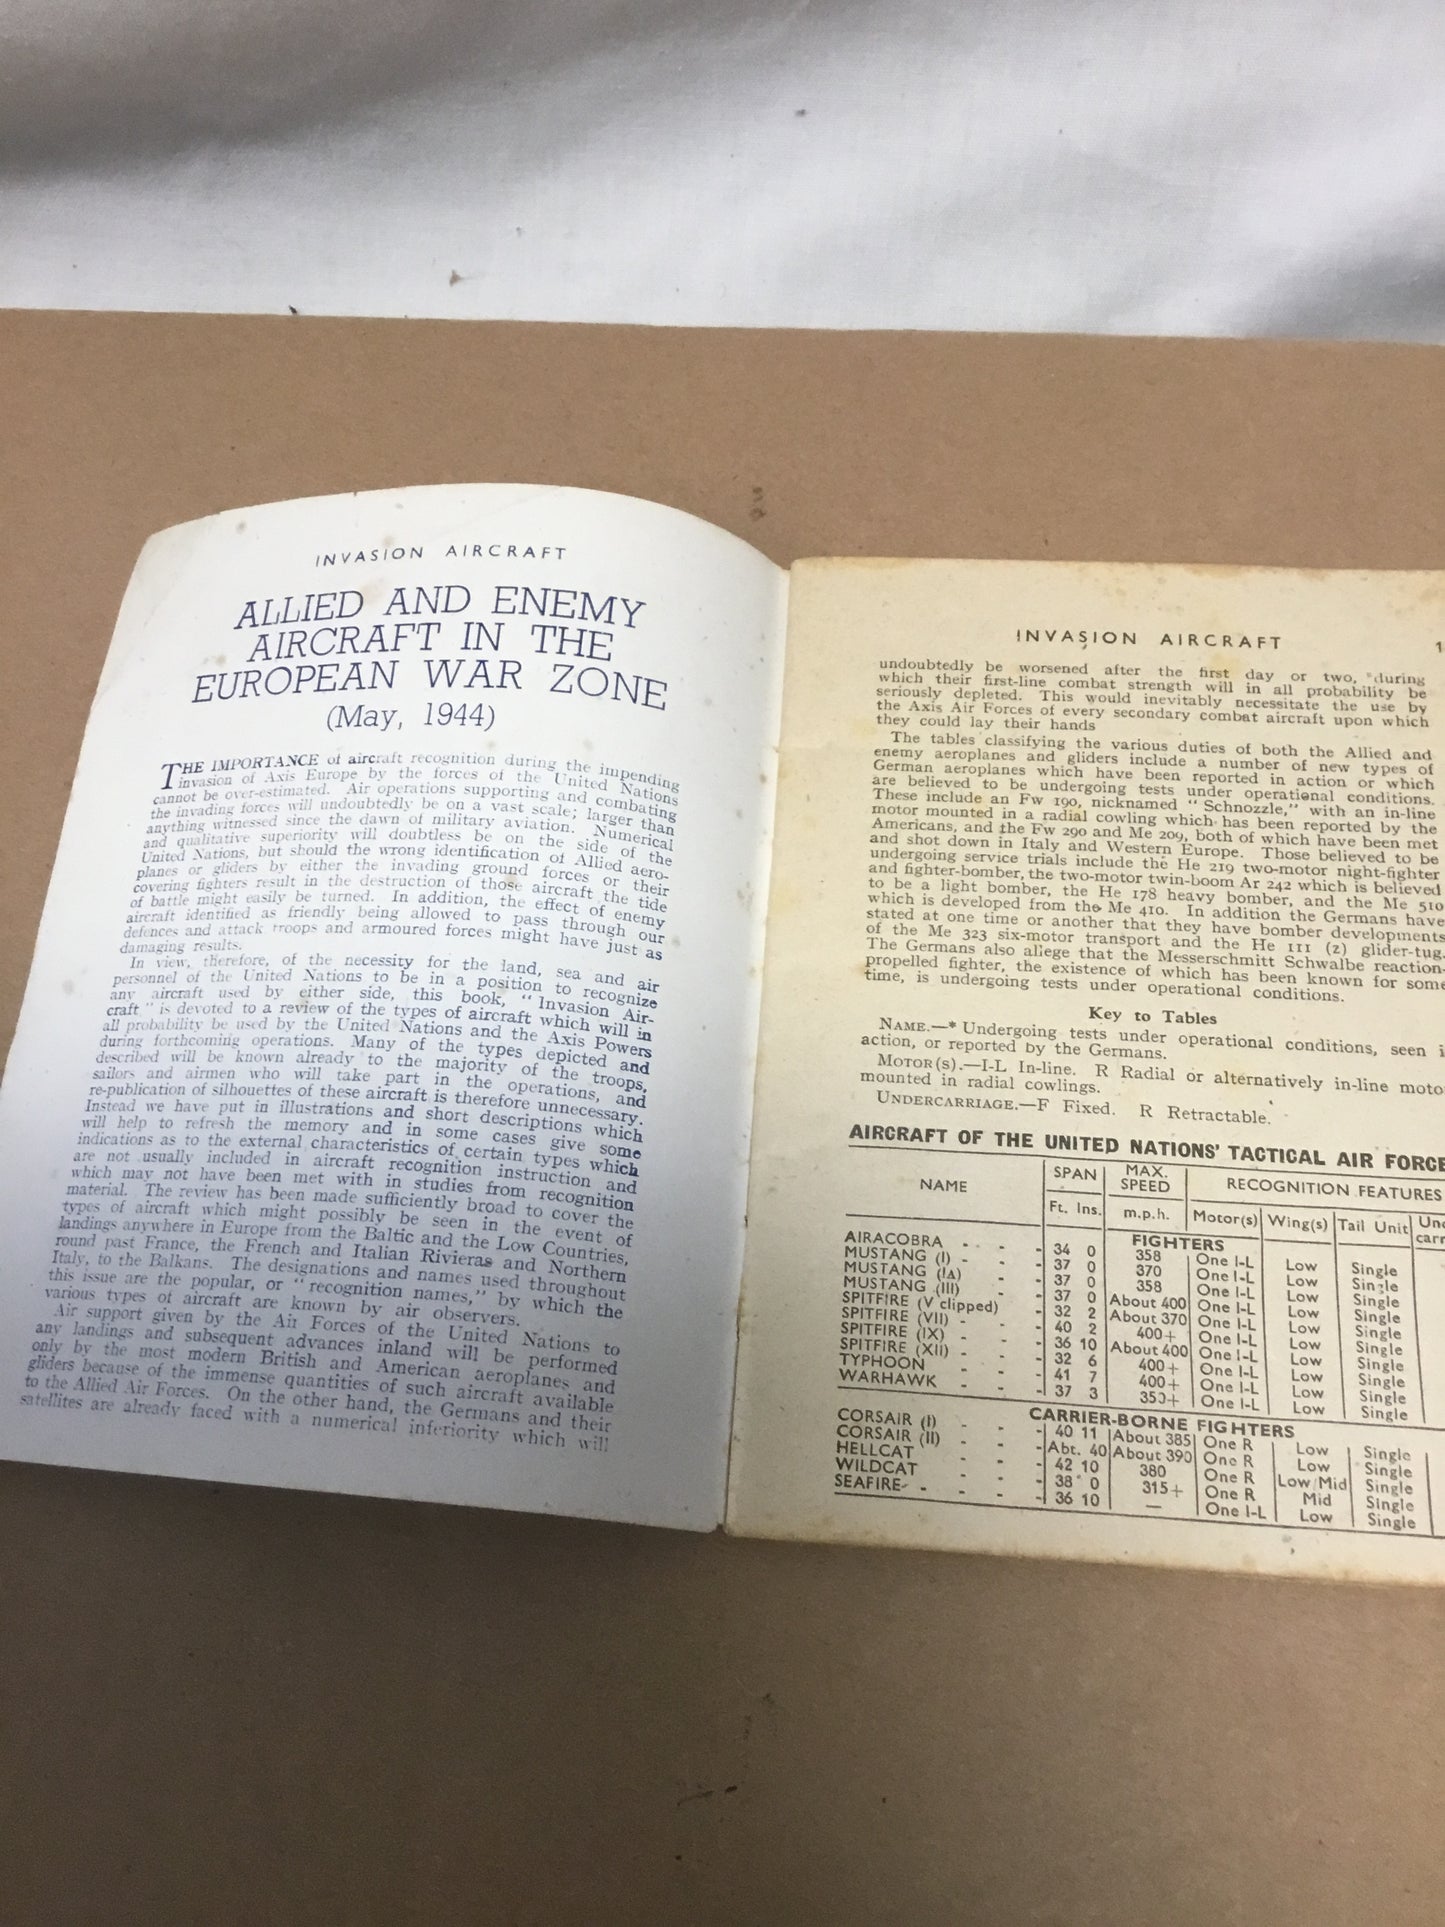 INVASION AIRCRAFT
ALLIED AND ENEMY
AIRCRAFT IN THE
EUROPEAN WAR ZONE
(May, 1944)
THE IMPORTANCE of aircraft recognition during the impending
invasion of Axis Europe by the forces of the United Nations
cannot be over-estimated. Air operations supporting and combating
the invading forces will undoubtedly be on a vast scale; larger than
anything witnessed since the dawn of military aviation. Numerical
and qualitative superiority will doubtless be on the side of the
United Nations, but should the wrong identification of Allied aero-
planes or gliders by either the invading ground forces or their
covering fighters result in the destruction of those aircraft the tide
of battle might easily be turned. In addition, the effect of enemy
aircraft identified as friendly being allowed to pass through our
defences and attack troops and armoured forces might have just as
damaging results.
In view, therefore, of the necessity for the land, sea and air
personnel of the United Nations to be in a position to recognize
any aircraft used by either side, this book, "Invasion Air-
craft" is devoted to a review of the types of aircraft which will in
all probability be used by the United Nations and the Axis Powers
during forthcoming operations. Many of the types depicted and
described will be known already to the majority of the troops,
sailors and airmen who will take part in the operations, and
re-publication of silhouettes of these aircraft is therefore unnecessary.
Instead we have put in illustrations and short descriptions which
will help to refresh the memory and in some cases give some
indications as to the external characteristics of certain types which
are not usually included in aircraft recognition instruction and
which may not have been met with in studies from recognition
material. The review has been made sufficiently broad to cover the
types of aircraft which might possibly be seen in the event of
landings anywhere in Europe from the Baltic and the Low Countries,
round past France, the French and Italian Rivieras and Northern
Italy, to the Balkans. The designations and names used throughout
this issue are the popular, or "recognition names," by which the
various types of aircraft are known by air observers.
Air support given by the Air Forces of the United Nations to
any landings and subsequent advances inland will be performed
only by the most modern British and American aeroplanes and
gliders because of the immense quantities of such aircraft available
to the Allied Air Forces. On the other hand, the Germans and their
satellites are already faced with a numerical inferiority which will
INVASION AIRCRAFT 1
undoubtedly be worsened after the first day or two, during
which their first-line combat strength will in all probability be
seriously depleted. This would inevitably necessitate the use by
the Axis Air Forces of every secondary combat aircraft upon which
they could lay their hands
The tables classifying the various duties of both the Allied and
enemy aeroplanes and gliders include a number of new types of
German aeroplanes which have been reported in action or which
are believed to be undergoing tests under operational conditions.
These include an Fw 190, nicknamed "Schnozzle," with an in-line
motor mounted in a radial cowling which has been reported by the
Americans, and the Fw 290 and Me 209, both of which have been met
and shot down in Italy and Western Europe. Those believed to be
undergoing service trials include the He 219 two-motor night-fighter
and fighter-bomber, the two-motor twin-boom Ar 242 which is believed
to be a light bomber, the He 178 heavy bomber, and the Me 510
which is developed from the Me 410. In addition the Germans have
stated at one time or another that they have bomber developments
of the Me 323 six-motor transport and the He 111 (z) glider-tug.
The Germans also allege that the Messerschmitt Schwalbe reaction-
propelled fighter, the existence of which has been known for some
time, is undergoing tests under operational conditions.
Key to Tables
NAME.—* Undergoing tests under operational conditions, seen i
action, or reported by the Germans.
MOTOR(S).—I-L In-line. R Radial or alternatively in-line moto
mounted in radial cowlings.
UNDERCARRIAGE.—F Fixed. R Retractable.
AIRCRAFT OF THE UNITED NATIONS' TACTICAL AIR FORCE
NAME SPAN MAX. SPEED RECOGNITION FEATURES
Ft. Ins. m.p.h. Motor(s) Wing(s) Tail Unit Und carr
FIGHTERS
AIRACOBRA - - - 34 0 358 One I-L Low Single
MUSTANG (I) - - - 37 0 370 One I-L Low Single
MUSTANG (IA) - - - 37 0 358 One I-L Low Single
MUSTANG (III) - - - 37 0 About 400 One I-L Low Single
SPITFIRE (V clipped) - 32 2 About 370 One I-L Low Single
SPITFIRE (VII) - - - 40 2 400+ One I-L Low Single
SPITFIRE (IX) - - - 36 10 About 400 One I-L Low Single
SPITFIRE (XII) - - - 32 6 400+ One I-L Low Single
TYPHOON - - - 41 7 400+ One I-L Low Single
WARHAWK - - - 37 3 353+ One I-L Low Single
CARRIER-BORNE FIGHTERS
CORSAIR (I) - - - 40 11 About 385 One R Low Single
CORSAIR (II) - - - Abt. 40 About 390 One R Low Single
HELLCAT - - - 42 10 380 One R Low/Mid Single
WILDCAT - - - 38 0 315+ One R Mid Single
SEAFIRE - - - 36 10 — One I-L Low Single